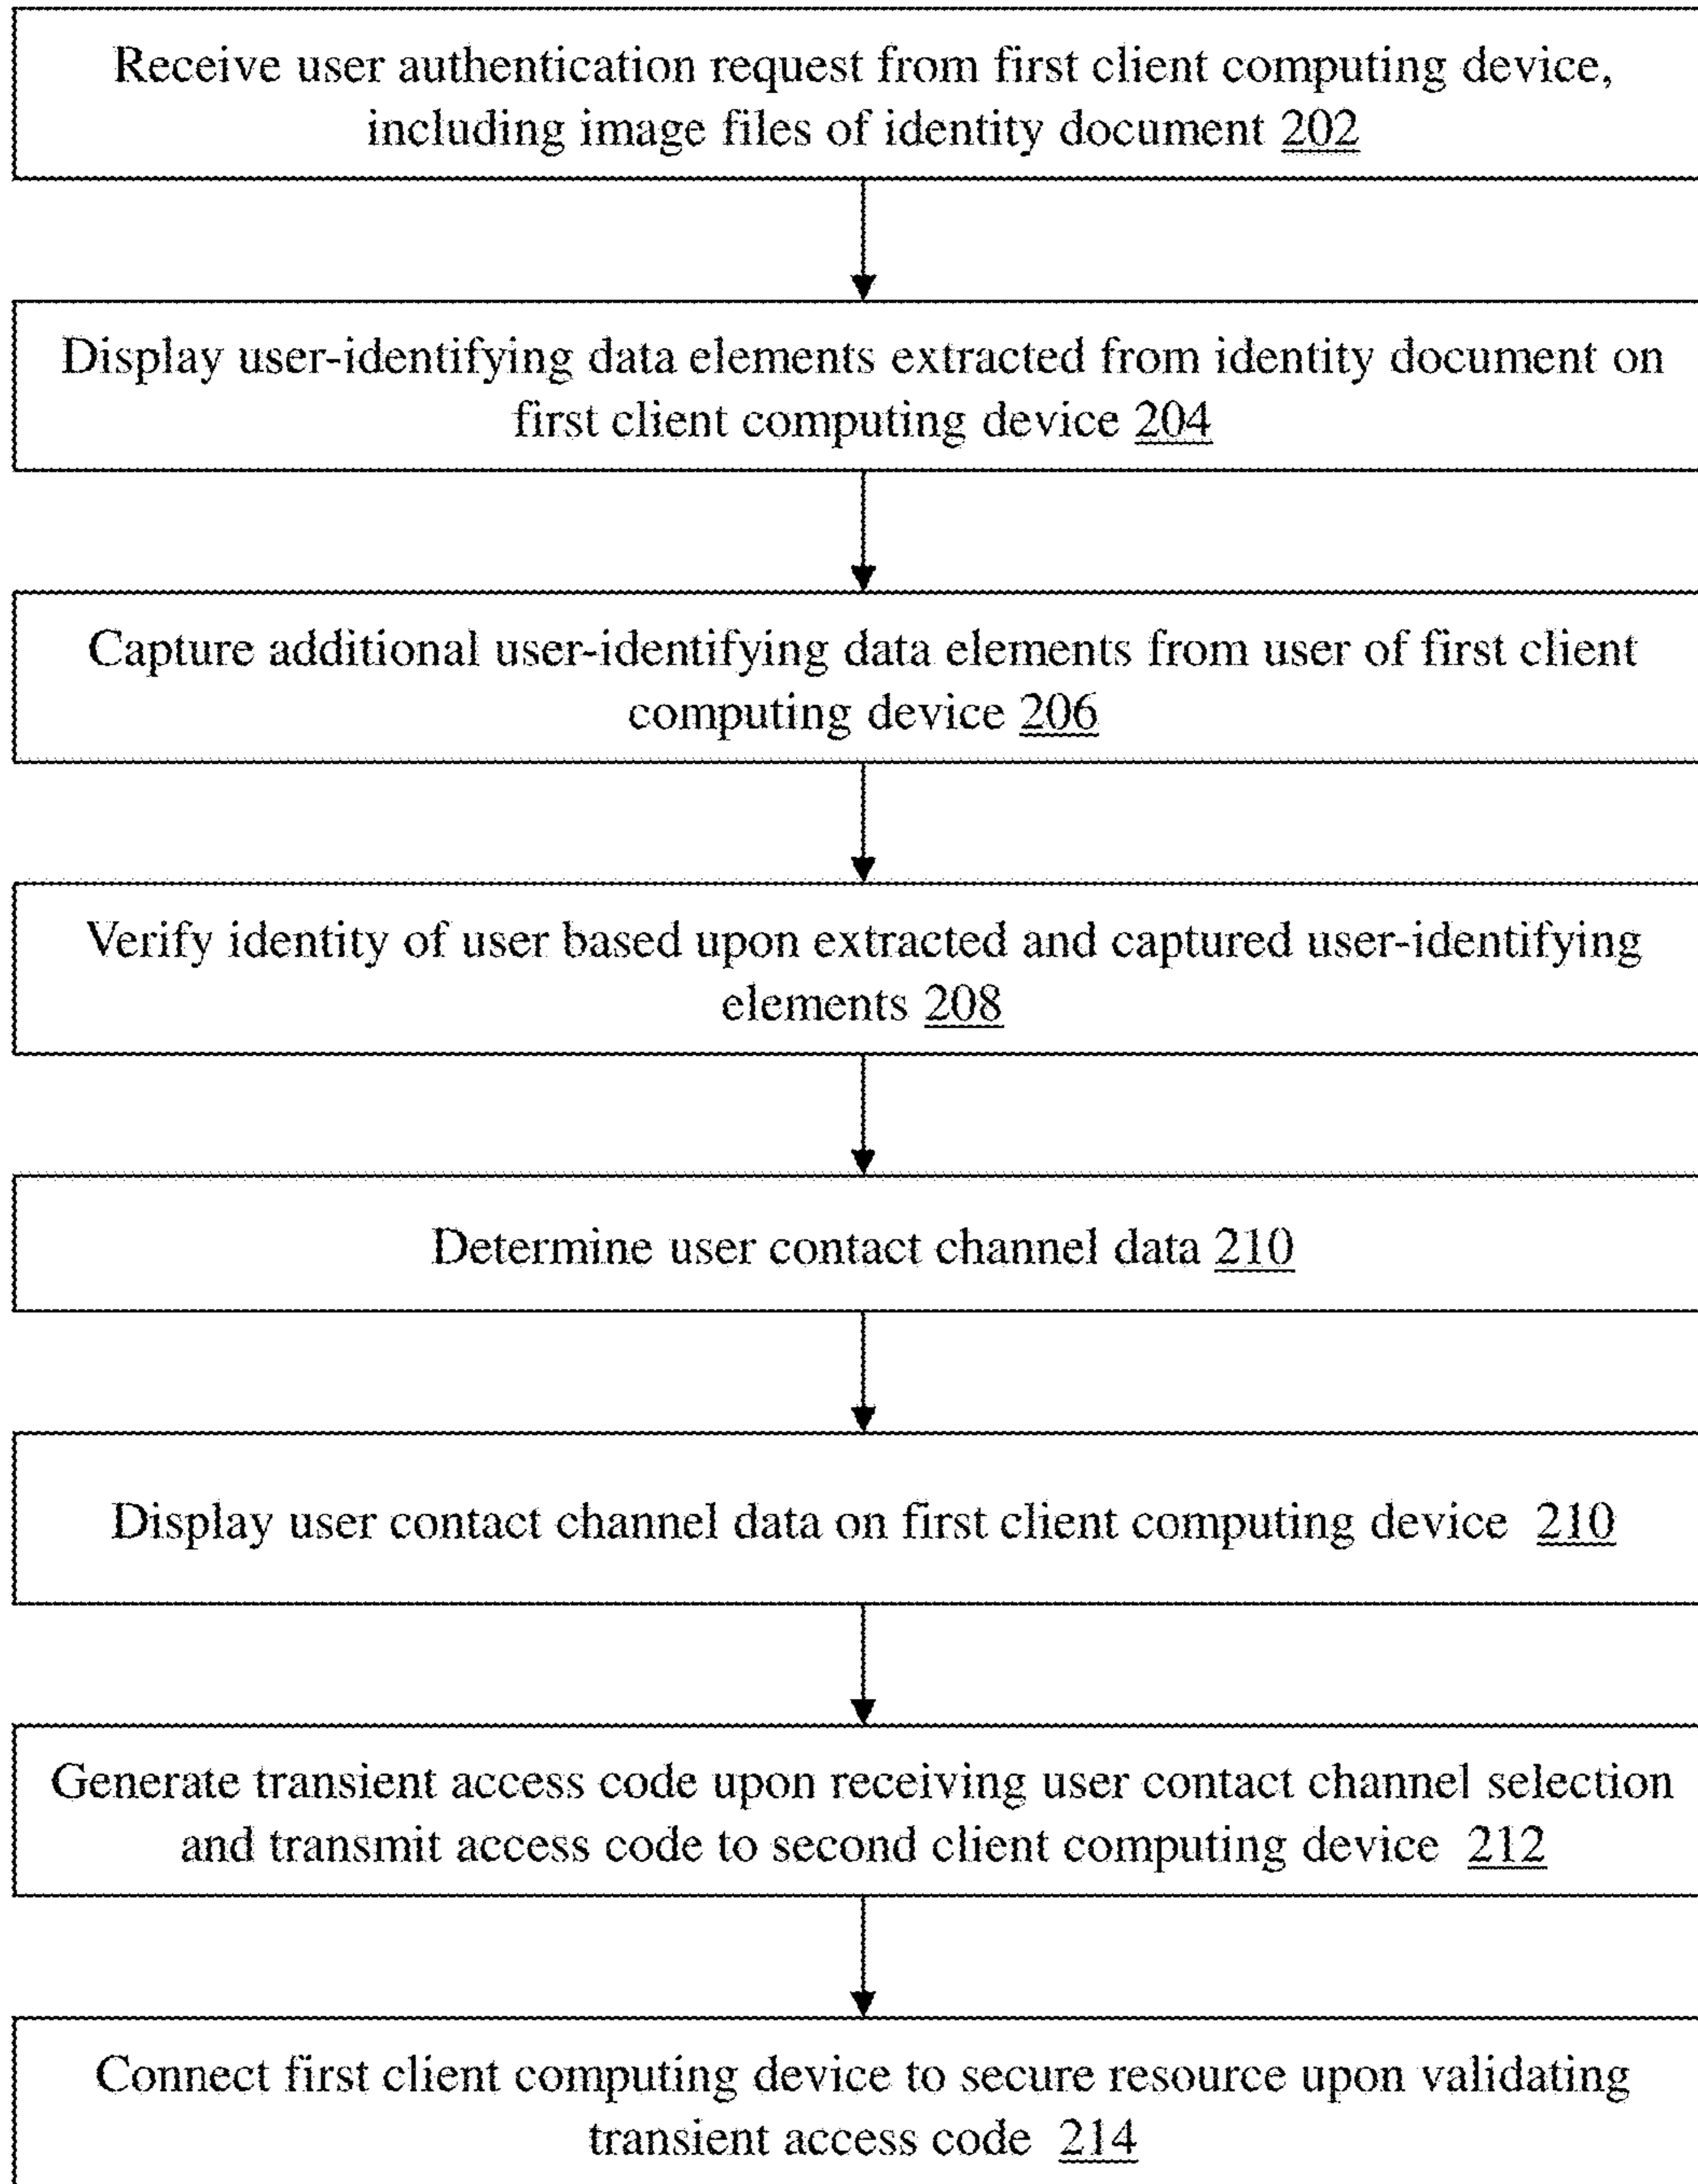 Receive user authentication request from first client computing device,
including image files of identity document 202
Display user-identifying data elements extracted from identity document on
first client computing device 204
Capture additional user-identifying data elements from user of first client
computing device 206
Verify identity of user based upon extracted and captured user-identifying
elements 208
Determine user contact channel data 210
Display user contact channel data on first client computing device 210
Generate transient access code upon receiving user contact channel selection
and transmit access code to second client computing device 212
Connect first client computing device to secure resource upon validating
transient access code 214